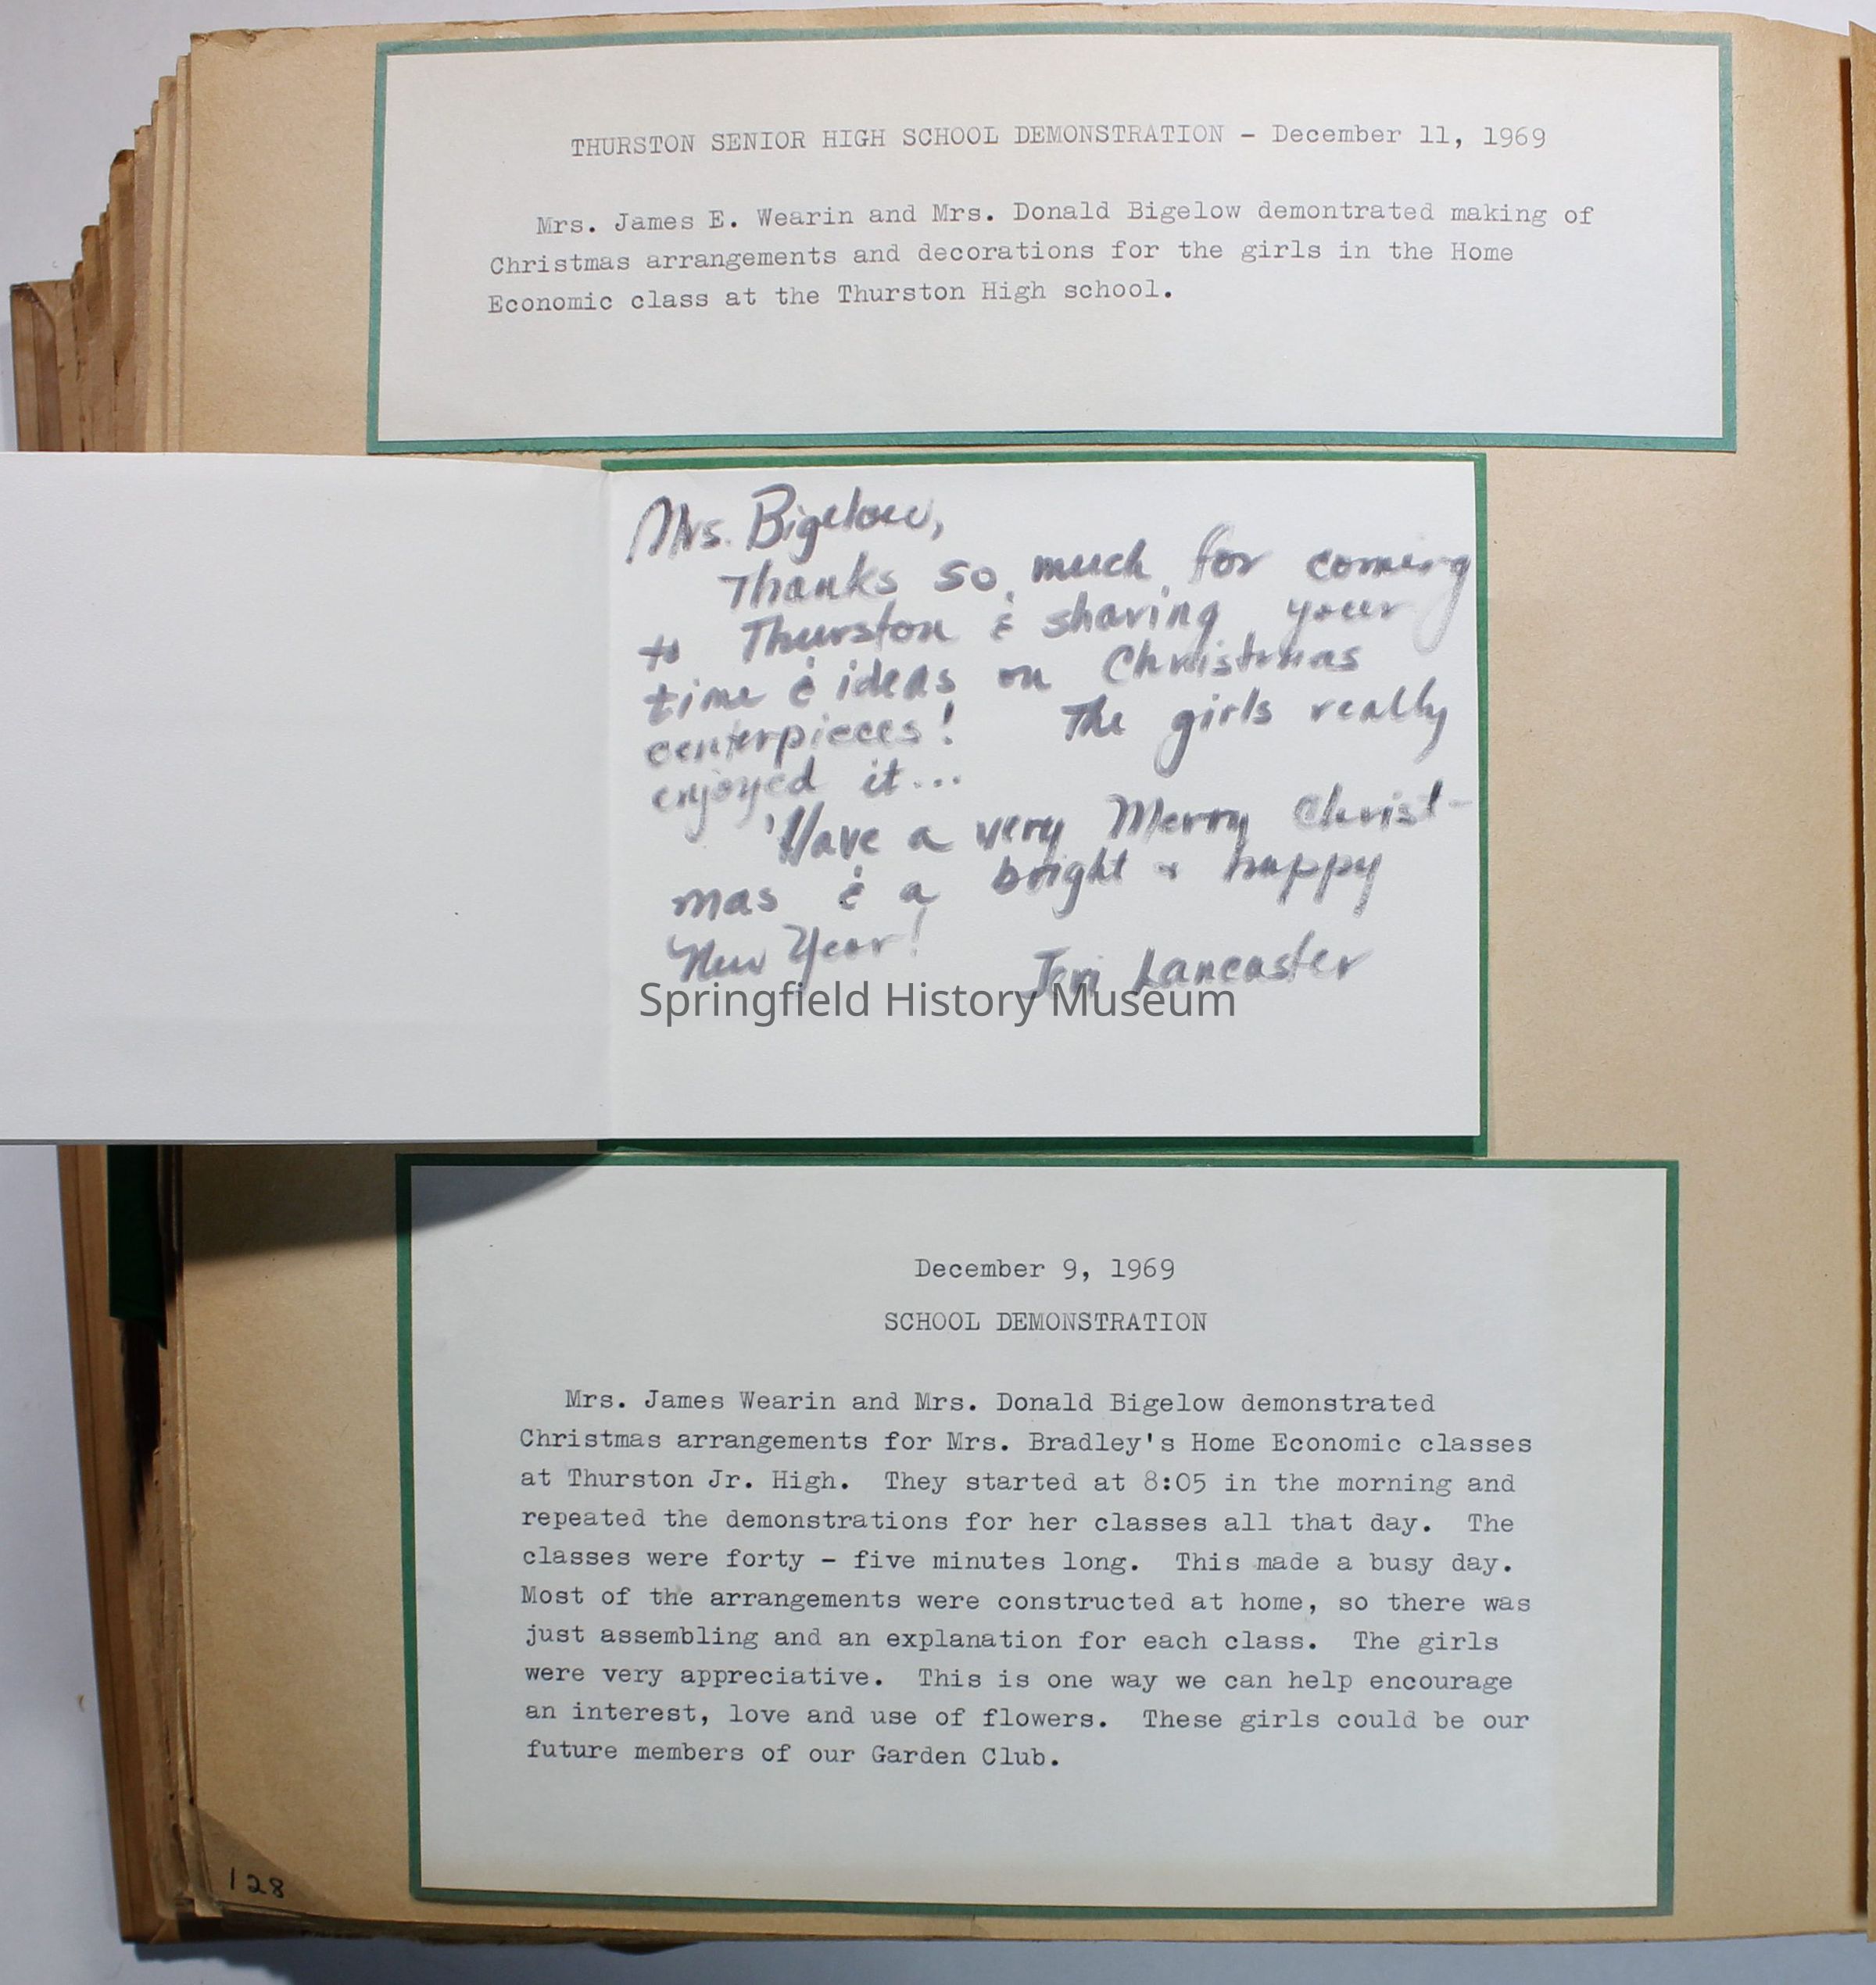 THURSTON SENIOR HIGH SCHOOL DEMONSTRATION - December 11, 1969
Mrs. James E. Wearin and Mrs. Donald Bigelow demontrated making of
Christmas arrangements and decorations for the girls in the Home
Economic class at the Thurston High school.
Mrs. Bigelow,
Thanks so much for coming
to Thurston & sharing your
time & ideas on Christmas
centerpieces! The girls really
enjoyed it...
Have a very Merry Christ-
mas & a bright & happy
New Year!
Jeri Lancaster
Springfield History Museum
December 9, 1969
SCHOOL DEMONSTRATION
Mrs. James Wearin and Mrs. Donald Bigelow demonstrated
Christmas arrangements for Mrs. Bradley's Home Economic classes
at Thurston Jr. High. They started at 8:05 in the morning and
repeated the demonstrations for her classes all that day. The
classes were forty - five minutes long. This made a busy day.
Most of the arrangements were constructed at home, so there was
just assembling and an explanation for each class. The girls
were very appreciative. This is one way we can help encourage
an interest, love and use of flowers. These girls could be our
future members of our Garden Club.
128